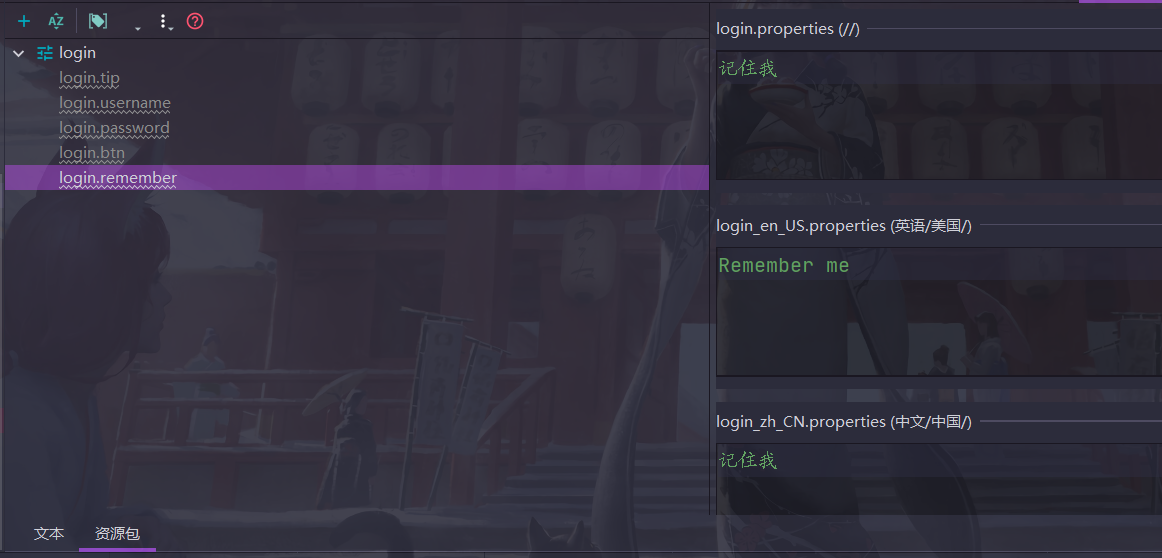 login
login.tip
login.username
login.password
login.btn
login.remember
文本
资源包
login.properties (//)
记住我
login_en_US.properties (英语/美国/)
Remember me
login_zh_CN.properties (中文/中国/)
记住我